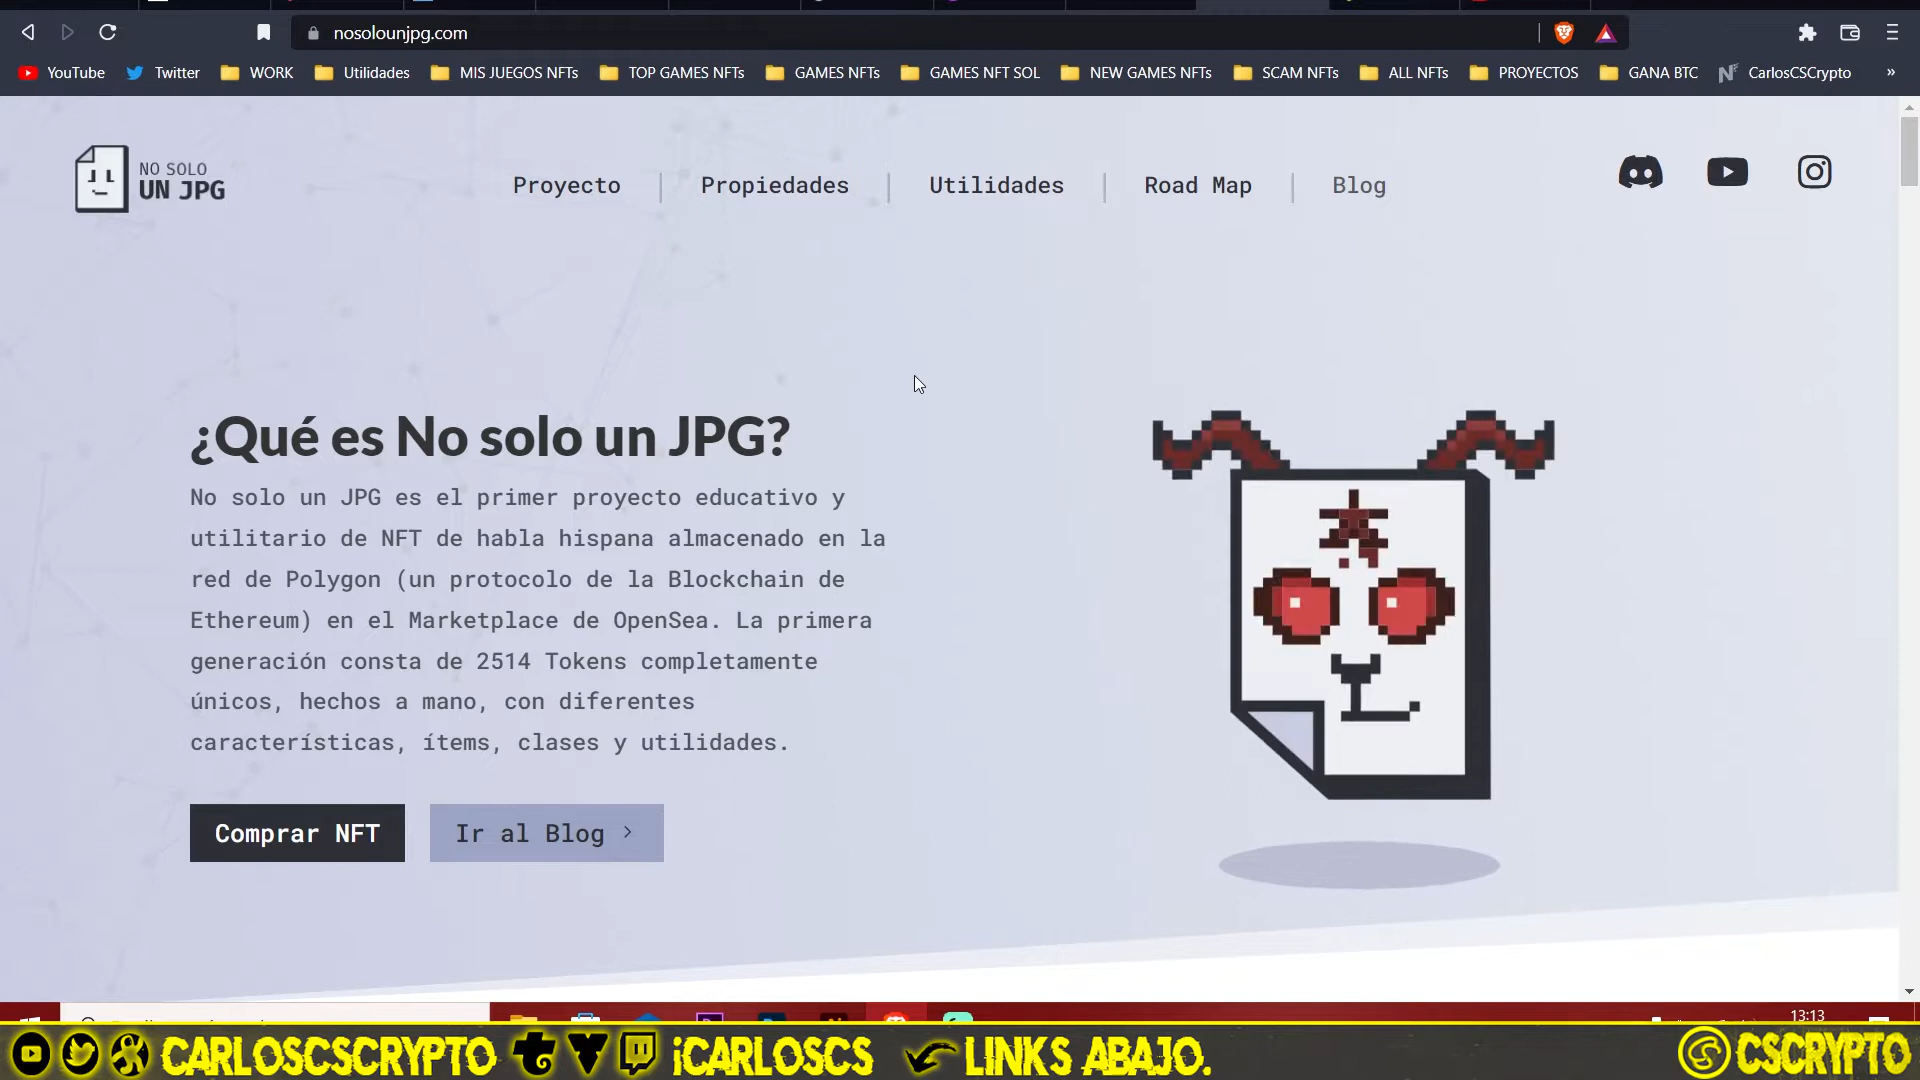 nosolounjpg.com
YouTube
Twitter
WORK
Utilidades
MIS JUEGOS NFTs
TOP GAMES NFTs
GAMES NFTs
GAMES NFT SOL
NEW GAMES NFTs
SCAM NFTs
ALL NFTs
PROYECTOS
GANA BTC
CarlosCSCrypto
»
NO SOLO
UN JPG
Proyecto | Propiedades | Utilidades | Road Map | Blog
¿Qué es No solo un JPG?
No solo un JPG es el primer proyecto educativo y
utilitario de NFT de habla hispana almacenado en la
red de Polygon (un protocolo de la Blockchain de
Ethereum) en el Marketplace de OpenSea. La primera
generación consta de 2514 Tokens completamente
únicos, hechos a mano, con diferentes
características, ítems, clases y utilidades.
Comprar NFT
Ir al Blog >
13:13
CARLOSCSCRYPTO
iCARLOSCS
LINKS ABAJO.
CSCRYPTO